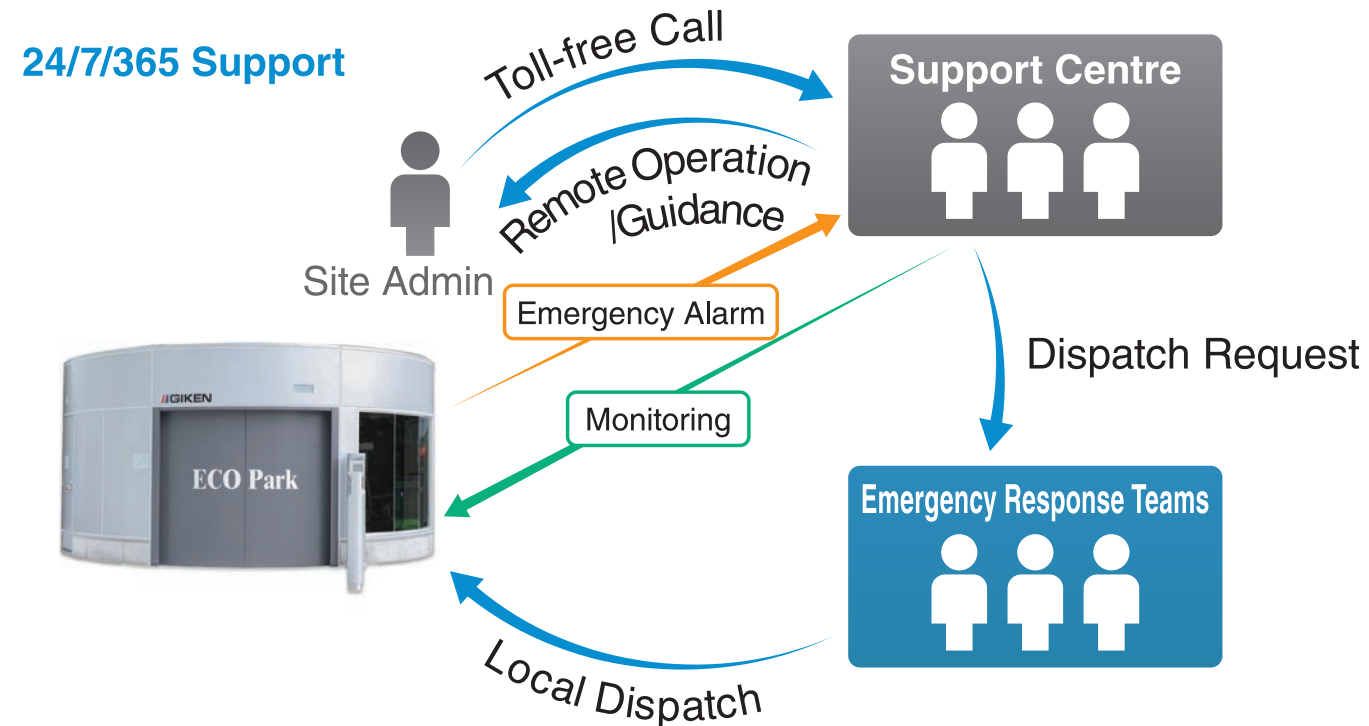 24/7/365 Support
Toll-free Call
Support Centre
Remote Operation
/Guidance
Site Admin
Emergency Alarm
Dispatch Request
GIKEN
Monitoring
ECO Park
Emergency Response Teams
Local Dispatch